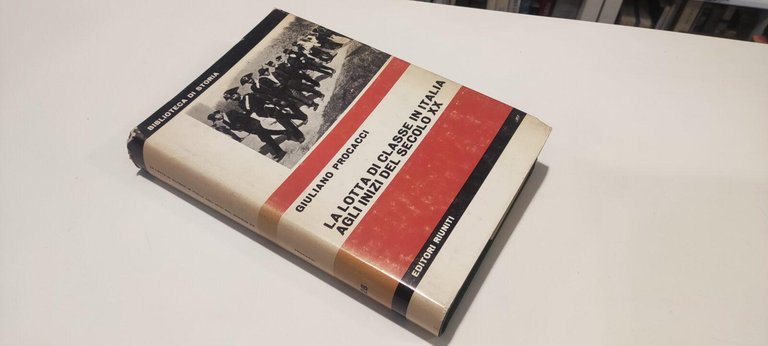 BIBLIOTECA DI STORIA
GIULIANO PROCACCI
LA LOTTA DI CLASSE IN ITALIA
AGLI INIZI DEL SECOLO XX
EDITORI RIUNITI